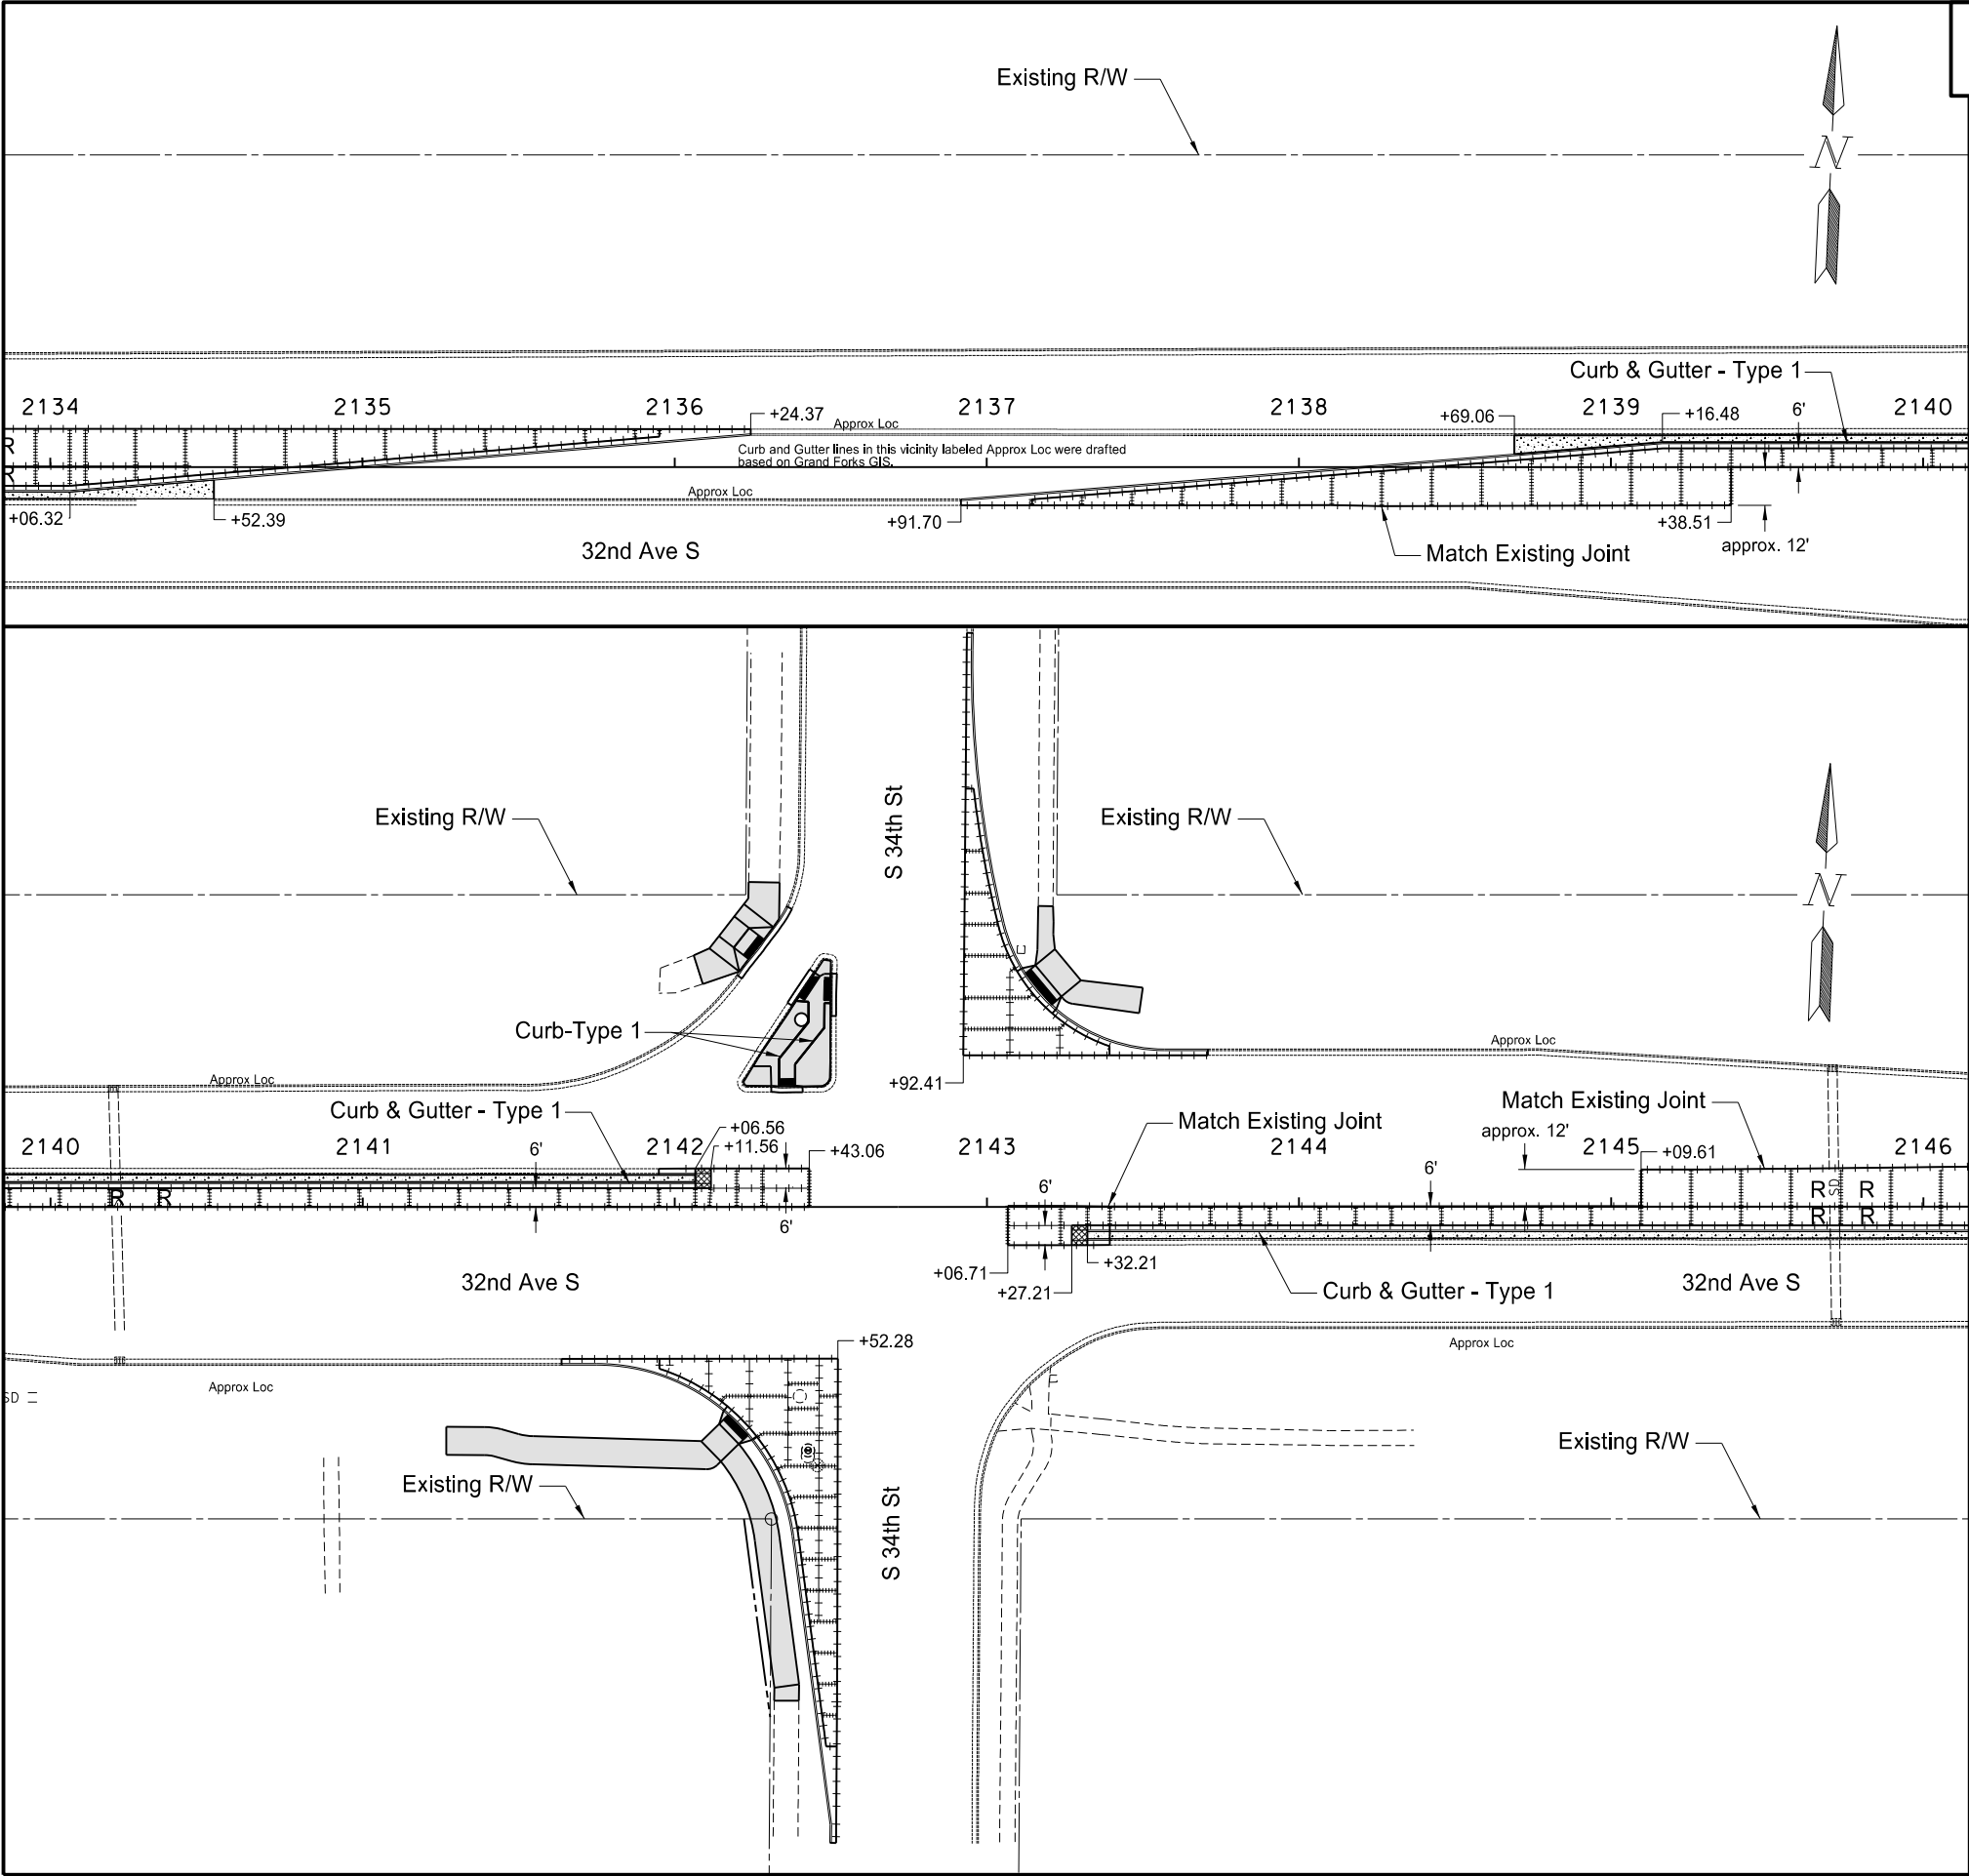 Existing R/W
N
Curb & Gutter - Type 1
2134 2135 2136 2137 2138 2139 2140
+24.37
Approx Loc
+69.06
+16.48
6'
R
Curb and Gutter lines in this vicinity labeled Approx Loc were drafted
based on Grand Forks GIS.
R
Approx Loc
+06.32
+52.39
+91.70
+38.51
approx. 12'
32nd Ave S
Match Existing Joint
S 34th St
Existing R/W
Existing R/W
N
Curb-Type 1
Approx Loc
Approx Loc
+92.41
Curb & Gutter - Type 1
Match Existing Joint
Match Existing Joint
approx. 12'
2140 2141 2142 2143 2144 2145 2146
6'
+06.56
+11.56
+43.06
+09.61
R R
6'
6'
6'
R SD R
R R
+06.71
+27.21
+32.21
32nd Ave S
Curb & Gutter - Type 1
32nd Ave S
+52.28
Approx Loc
Approx Loc
SD
Existing R/W
Existing R/W
S 34th St